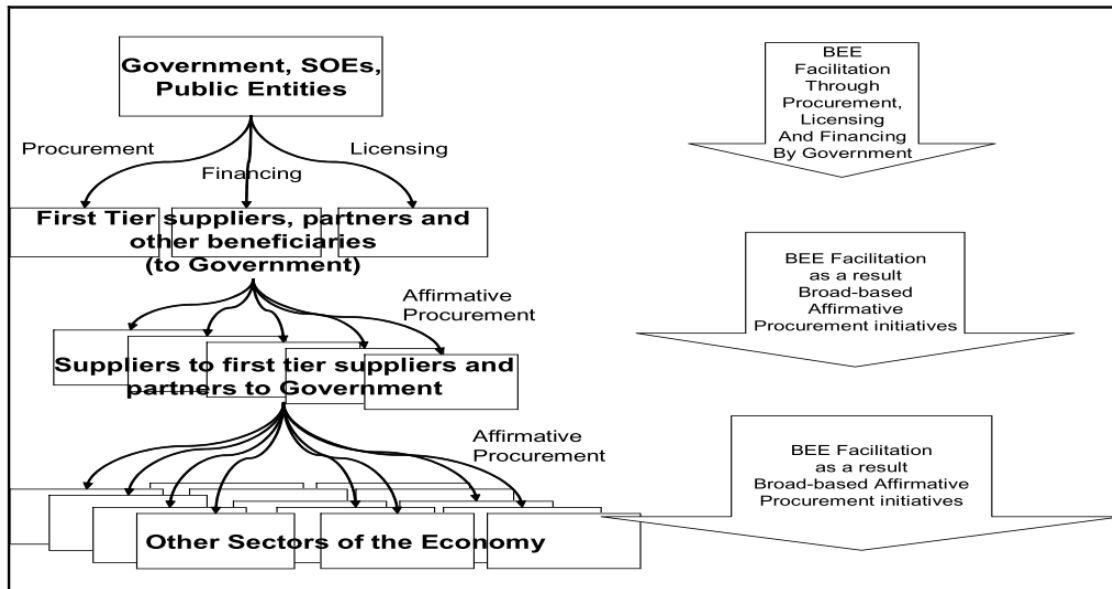 Government, SOEs,
Public Entities
Procurement
Licensing
Financing
First Tier suppliers, partners and
other beneficiaries
(to Government)
Affirmative
Procurement
Suppliers to first tier suppliers and
partners to Government
Affirmative
Procurement
Other Sectors of the Economy
BEE
Facilitation
Through
Procurement,
Licensing
And Financing
By Government
BEE Facilitation
as a result
Broad-based
Affirmative
Procurement initiatives
BEE Facilitation
as a result
Broad-based Affirmative
Procurement initiatives